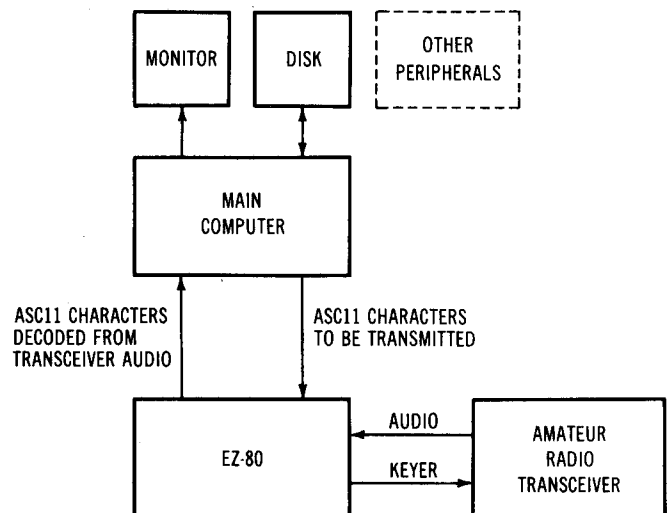 MONITOR
DISK
OTHER
PERIPHERALS
MAIN
COMPUTER
ASC11 CHARACTERS
DECODED FROM
TRANSCEIVER AUDIO
ASC11 CHARACTERS
TO BE TRANSMITTED
EZ-80
AUDIO
KEYER
AMATEUR
RADIO
TRANSCEIVER